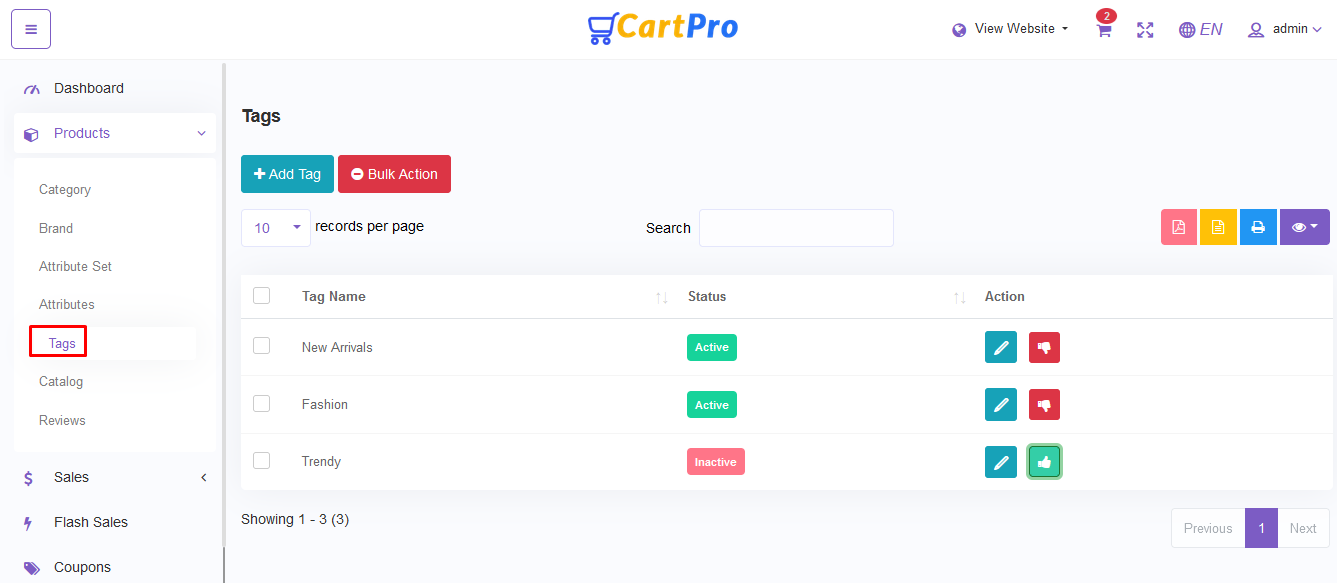 CartPro
View Website
2
EN
admin
Dashboard
Products
Category
Brand
Attribute Set
Attributes
Tags
Catalog
Reviews
Sales
Flash Sales
Coupons
Tags
Add Tag
Bulk Action
10 records per page
Search
Tag Name Status Action
New Arrivals Active
Fashion Active
Trendy Inactive
Showing 1 - 3 (3)
Previous 1 Next